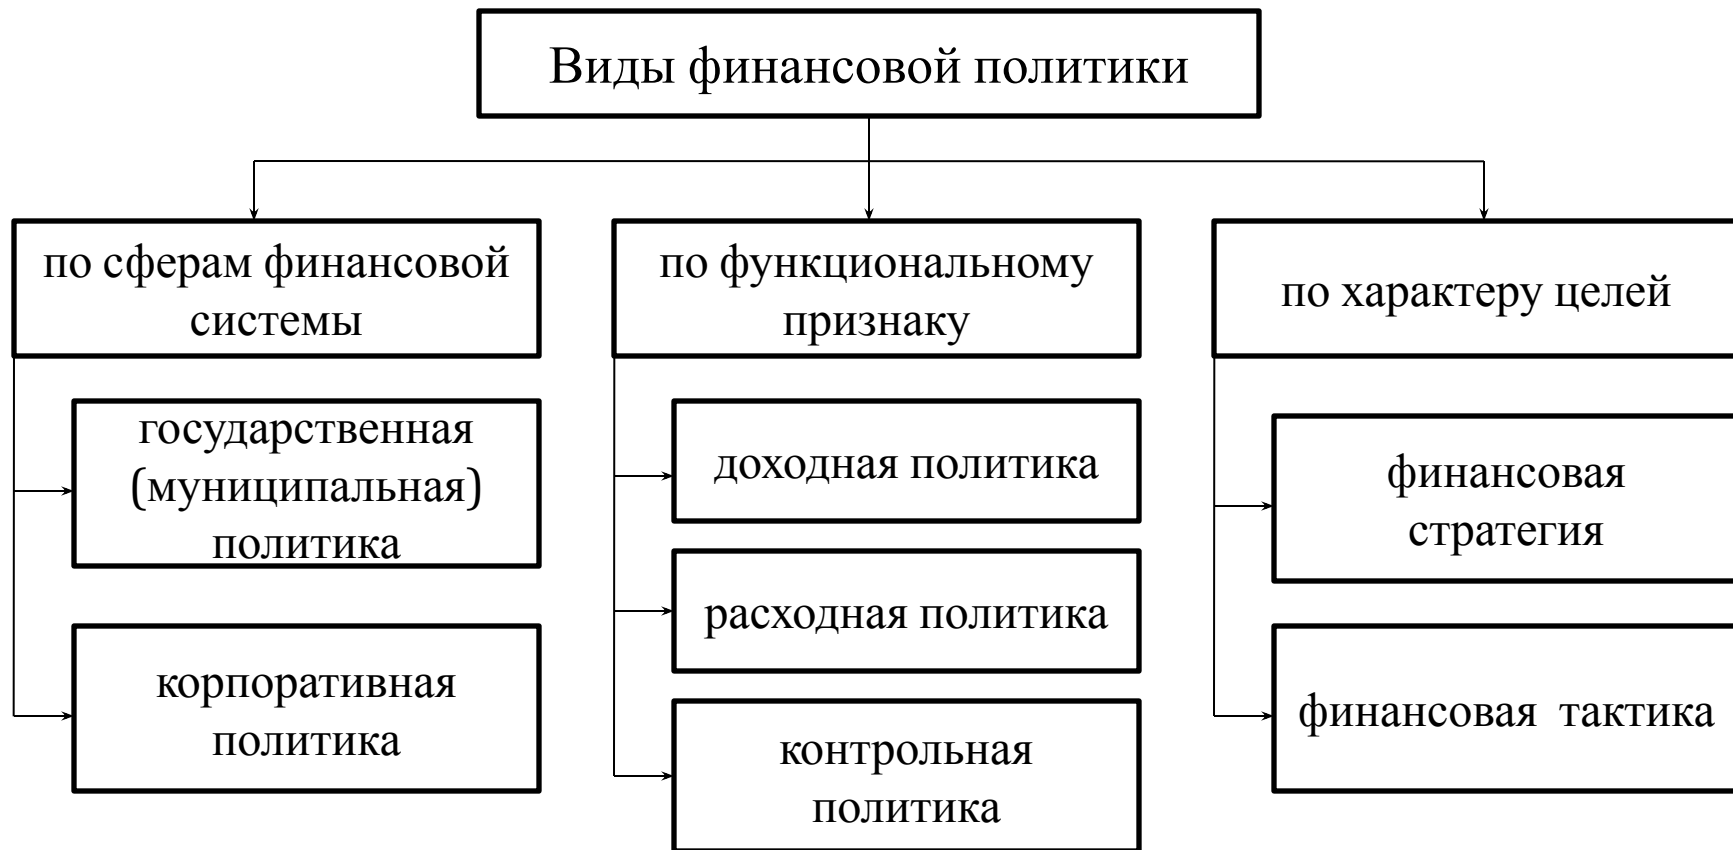 Виды финансовой политики
по сферам финансовой
системы
государственная
(муниципальная)
политика
корпоративная
политика
по функциональному
признаку
доходная политика
расходная политика
контрольная
политика
по характеру целей
финансовая
стратегия
финансовая тактика